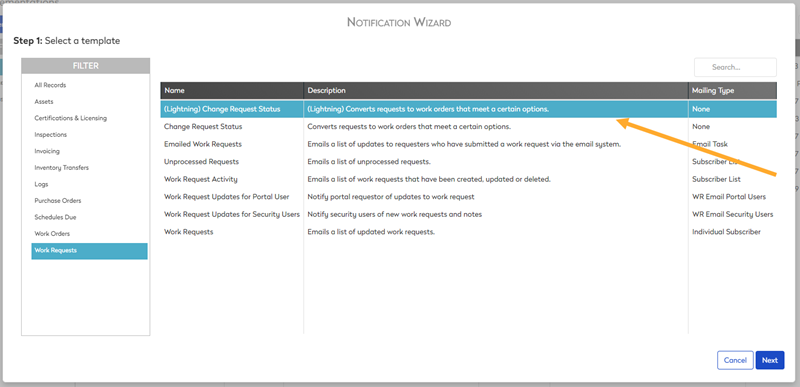 ementations
NOTIFICATION WIZARD
Step 1: Select a template
FILTER
Search...
All Records
Assets
Certifications & Licensing
Inspections
Invoicing
Inventory Transfers
Logs
Purchase Orders
Schedules Due
Work Orders
Work Requests
Name Description Mailing Type
(Lightning) Change Request Status (Lightning) Converts requests to work orders that meet a certain options. None
Change Request Status Converts requests to work orders that meet a certain options. None
Emailed Work Requests Emails a list of updates to requesters who have submitted a work request via the email system. Email Task
Unprocessed Requests Emails a list of unprocessed requests. Subscriber List
Work Request Activity Emails a list of work requests that have been created, updated or deleted. Subscriber List
Work Request Updates for Portal User Notify portal requestor of updates to work request WR Email Portal Users
Work Request Updates for Security Users Notify security users of new work requests and notes WR Email Security Users
Work Requests Emails a list of updated work requests. Individual Subscriber
Cancel Next